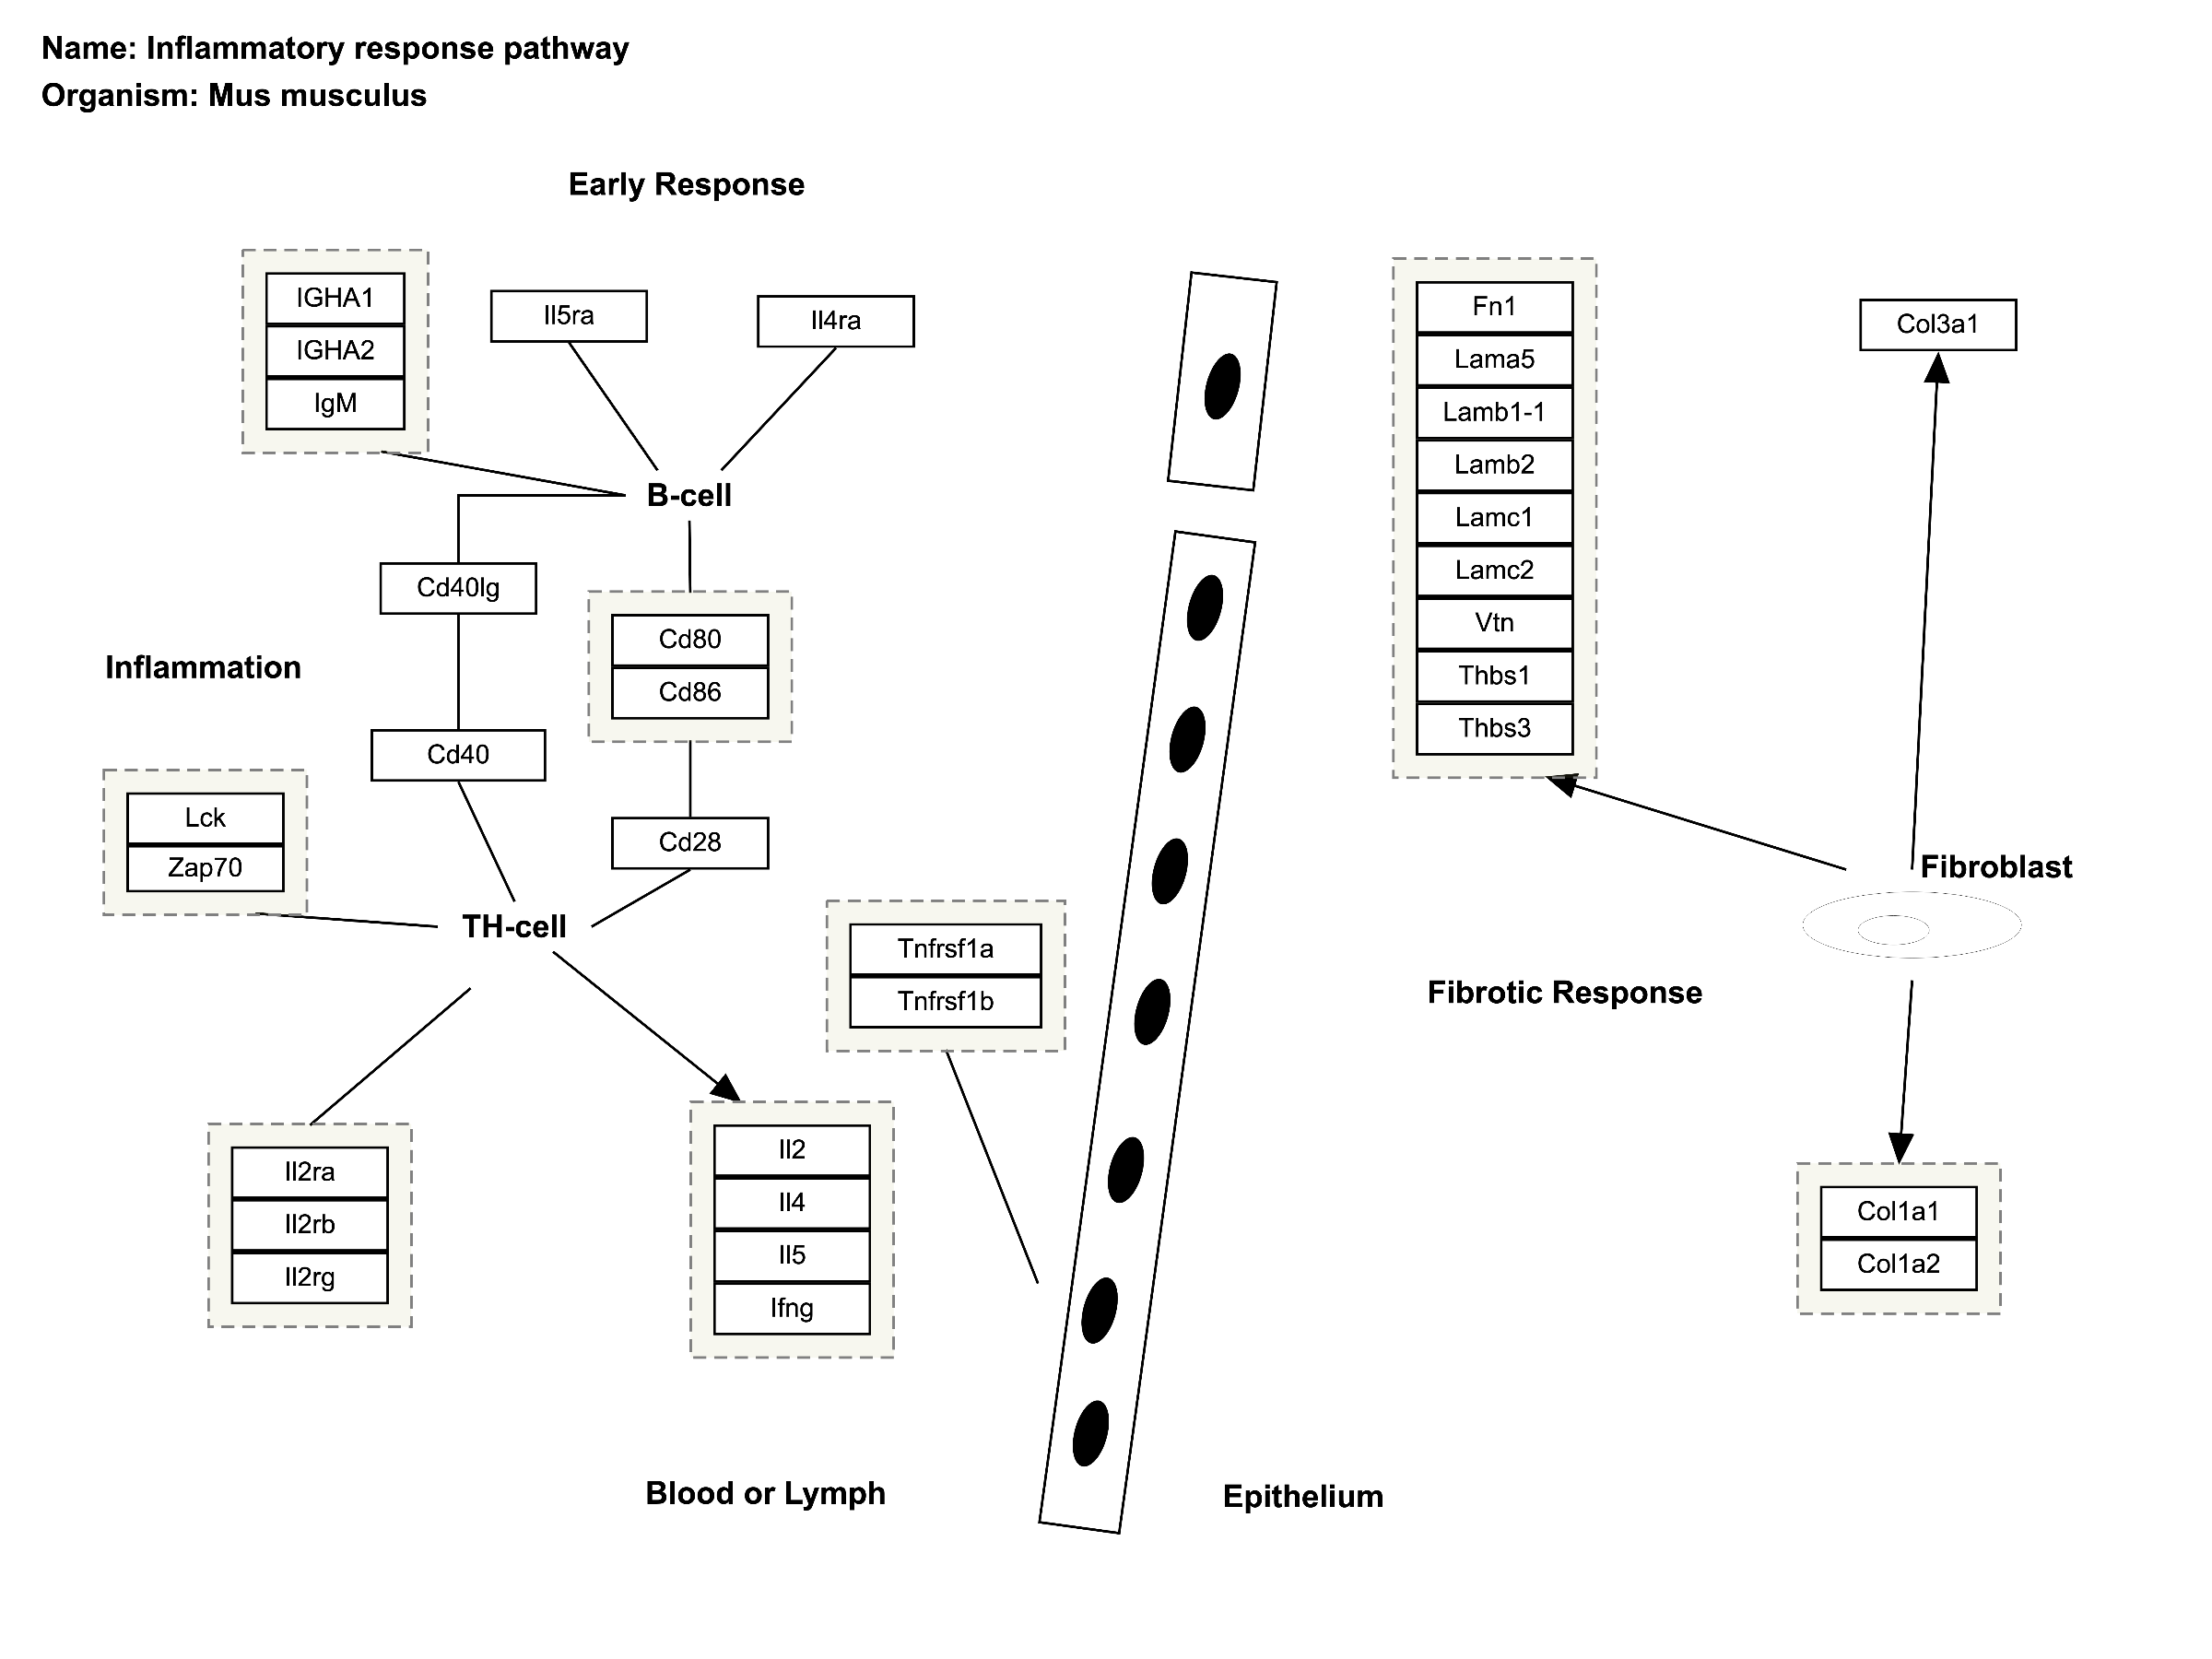 Name: Inflammatory response pathway
Organism: Mus musculus
Early Response
IGHA1
IGHA2
IgM
Il5ra
Il4ra
B-cell
Cd40lg
Cd80
Cd86
Inflammation
Cd40
Lck
Zap70
Cd28
TH-cell
Tnfrsf1a
Tnfrsf1b
Il2ra
Il2rb
Il2rg
Il2
Il4
Il5
Ifng
Blood or Lymph
Epithelium
Fn1
Lama5
Lamb1-1
Lamb2
Lamc1
Lamc2
Vtn
Thbs1
Thbs3
Col3a1
Fibroblast
Fibrotic Response
Col1a1
Col1a2